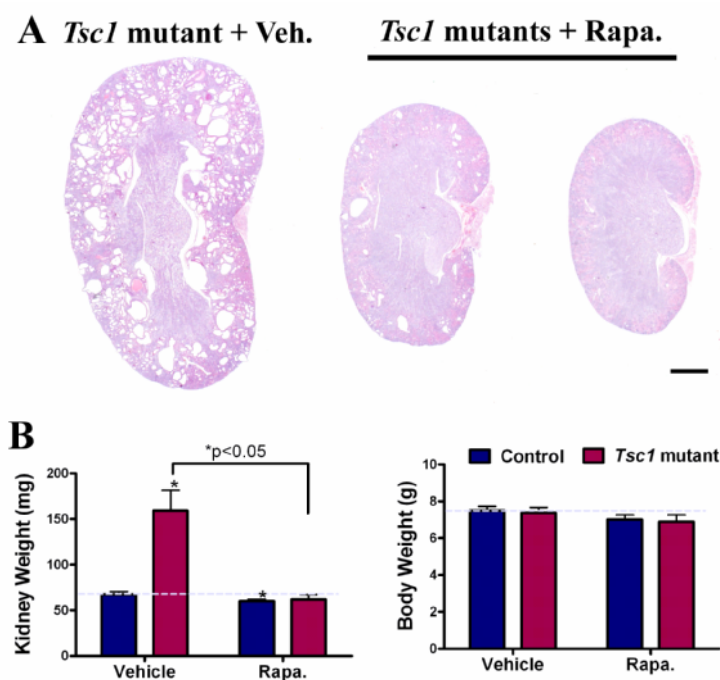 A Tsc1 mutant + Veh. Tsc1 mutants + Rapa.
B
*p<0.05
Kidney Weight (mg)
200
150
100
50
0
*
*
Vehicle Rapa.
Control Tsc1 mutant
Body Weight (g)
10
8
6
4
2
0
Vehicle Rapa.